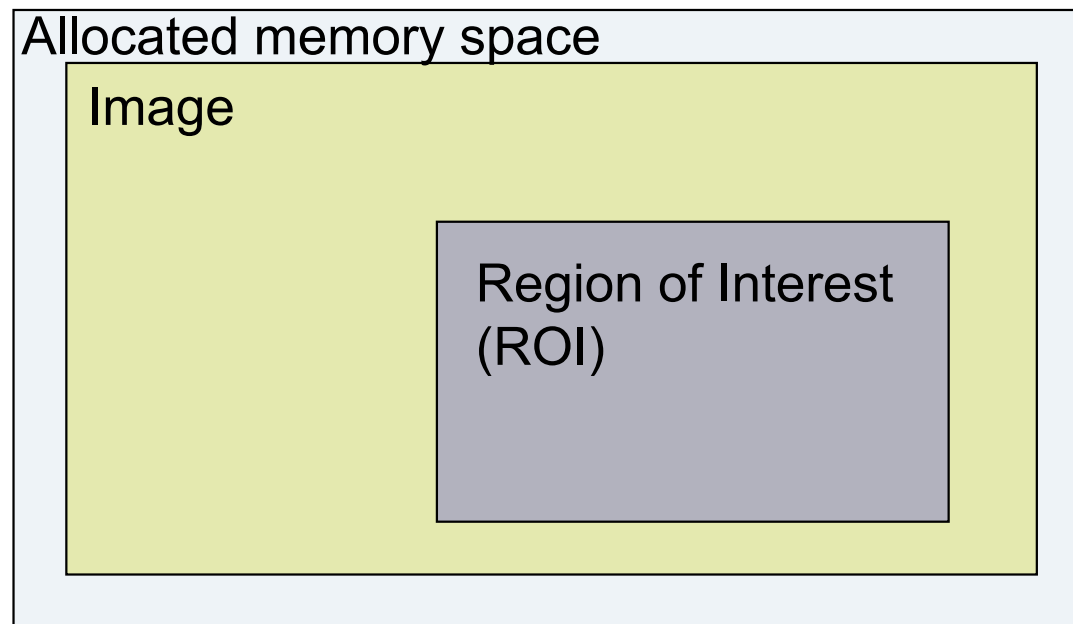 Allocated memory space
Image
Region of Interest
(ROI)